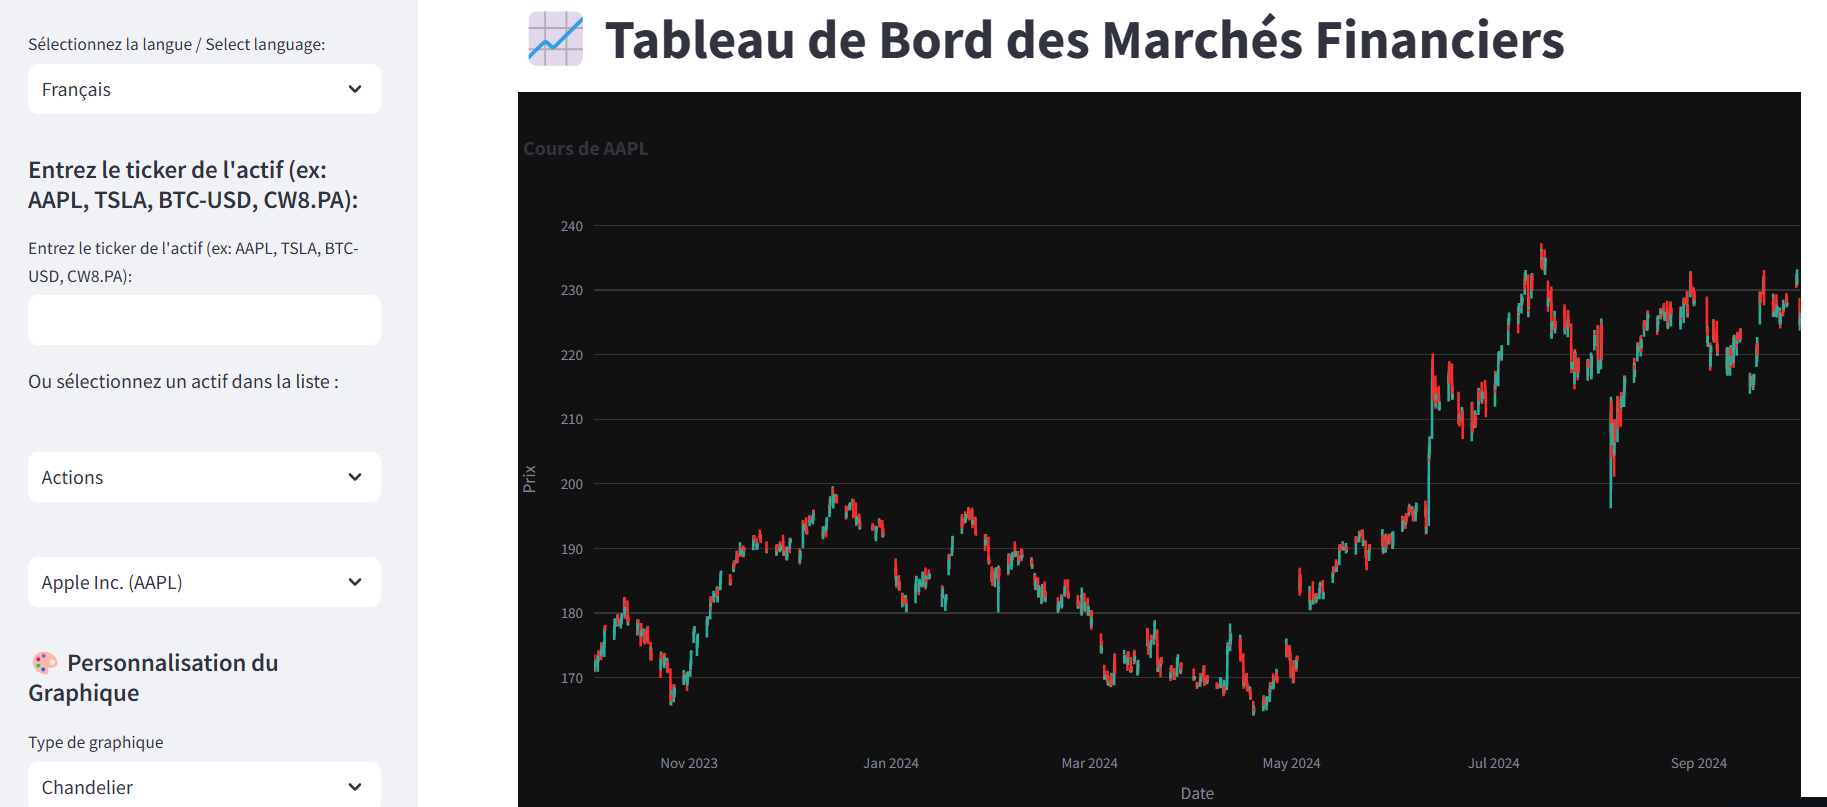 Sélectionnez la langue / Select language:
Français
Entrez le ticker de l'actif (ex:
AAPL, TSLA, BTC-USD, CW8.PA):
Entrez le ticker de l'actif (ex: AAPL, TSLA, BTC-
USD, CW8.PA):
Ou sélectionnez un actif dans la liste :
Actions
Apple Inc. (AAPL)
Personnalisation du
Graphique
Type de graphique
Chandelier
Tableau de Bord des Marchés Financiers
Cours de AAPL
240
230
220
210
200
190
180
170
Prix
Nov 2023
Jan 2024
Mar 2024
May 2024
Jul 2024
Sep 2024
Date